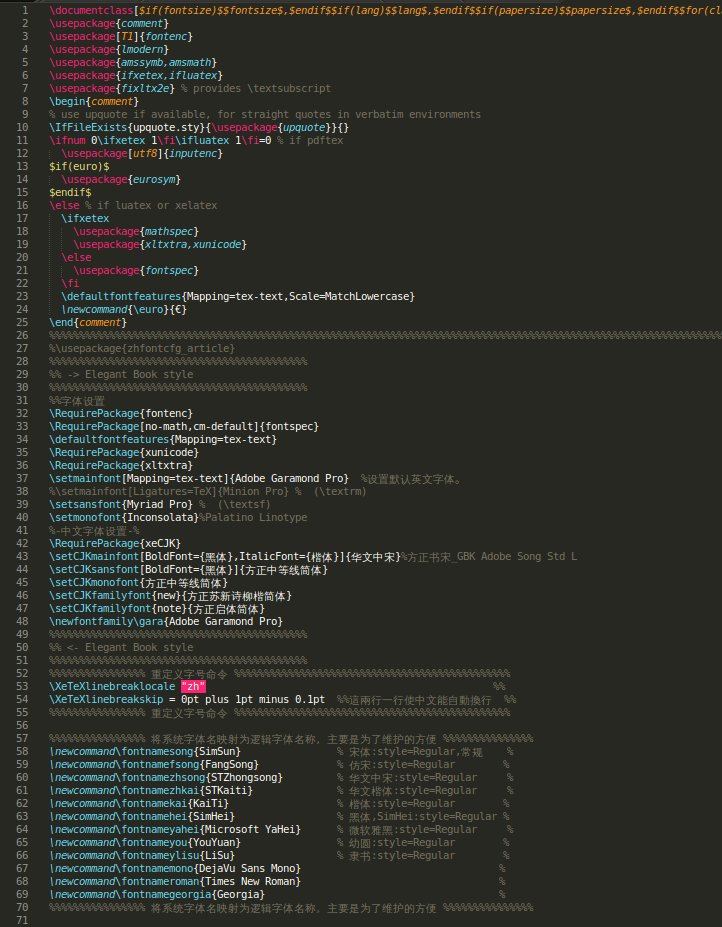 1 \documentclass[$if(fontsize)$$fontsize$,$endif$$if(lang)$$lang$,$endif$$if(papersize)$$papersize$,$endif$$for(cl
2 \usepackage{comment}
3 \usepackage[T1]{fontenc}
4 \usepackage{lmodern}
5 \usepackage{amssymb,amsmath}
6 \usepackage{ifxetex,ifluatex}
7 \usepackage{fixltx2e} % provides \textsubscript
8 \begin{comment}
9 % use upquote if available, for straight quotes in verbatim environments
10 \IfFileExists{upquote.sty}{\usepackage{upquote}}{}
11 \ifnum 0\ifxetex 1\fi\ifluatex 1\fi=0 % if pdftex
12 \usepackage[utf8]{inputenc}
13 $if(euro)$
14 \usepackage{eurosym}
15 $endif$
16 \else % if luatex or xelatex
17 \ifxetex
18 \usepackage{mathspec}
19 \usepackage{xltxtra,xunicode}
20 \else
21 \usepackage{fontspec}
22 \fi
23 \defaultfontfeatures{Mapping=tex-text,Scale=MatchLowercase}
24 \newcommand{\euro}{€}
25 \end{comment}
26 %%%%%%%%%%%%%%%%%%%%%%%%%%%%%%%%%%%%%%%%%%%%%%%%%%%%%%%%%%%%%%%%%%%%%%%%%%%%%%%%%%%%%%%%%%%%%%%%%%%%%%%%%%%%%%%%%%
27 %\usepackage{zhfontcfg_article}
28 %%%%%%%%%%%%%%%%%%%%%%%%%%%%%%%%%%%%%%%%%%%
29 %% -> Elegant Book style
30 %%%%%%%%%%%%%%%%%%%%%%%%%%%%%%%%%%%%%%%%%%%
31 %%字体设置
32 \RequirePackage{fontenc}
33 \RequirePackage[no-math,cm-default]{fontspec}
34 \defaultfontfeatures{Mapping=tex-text}
35 \RequirePackage{xunicode}
36 \RequirePackage{xltxtra}
37 \setmainfont[Mapping=tex-text]{Adobe Garamond Pro} %设置默认英文字体。
38 %\setmainfont[Ligatures=TeX]{Minion Pro} % (\textrm)
39 \setsansfont{Myriad Pro} % (\textsf)
40 \setmonofont{Inconsolata}%Palatino Linotype
41 %-中文字体设置-%
42 \RequirePackage{xeCJK}
43 \setCJKmainfont[BoldFont={黑体},ItalicFont={楷体}]{华文中宋}%方正书宋_GBK Adobe Song Std L
44 \setCJKsansfont[BoldFont={黑体}]{方正中等线简体}
45 \setCJKmonofont{方正中等线简体}
46 \setCJKfamilyfont{new}{方正苏新诗柳楷简体}
47 \setCJKfamilyfont{note}{方正启体简体}
48 \newfontfamily\gara{Adobe Garamond Pro}
49 %%%%%%%%%%%%%%%%%%%%%%%%%%%%%%%%%%%%%%%%%%%
50 %% <- Elegant Book style
51 %%%%%%%%%%%%%%%%%%%%%%%%%%%%%%%%%%%%%%%%%%%
52 %%%%%%%%%%%%%%%% 重定义字号命令 %%%%%%%%%%%%%%%%%%%%%%%%%%%%%%%%%%%%%%%%%%%%%%
53 \XeTeXlinebreaklocale "zh" %%
54 \XeTeXlinebreakskip = 0pt plus 1pt minus 0.1pt %%這兩行一行使中文能自動換行 %%
55 %%%%%%%%%%%%%%%% 重定义字号命令 %%%%%%%%%%%%%%%%%%%%%%%%%%%%%%%%%%%%%%%%%%%%%%
56
57 %%%%%%%%%%%%%%%% 将系统字体名映射为逻辑字体名称，主要是为了维护的方便 %%%%%%%%%%%%%%%
58 \newcommand\fontnamesong{SimSun} % 宋体:style=Regular,常规 %
59 \newcommand\fontnamefsong{FangSong} % 仿宋:style=Regular %
60 \newcommand\fontnamezhsong{STZhongsong} % 华文中宋:style=Regular %
61 \newcommand\fontnamezhkai{STKaiti} % 华文楷体:style=Regular %
62 \newcommand\fontnamekai{KaiTi} % 楷体:style=Regular %
63 \newcommand\fontnamehei{SimHei} % 黑体,SimHei:style=Regular %
64 \newcommand\fontnameyahei{Microsoft YaHei} % 微软雅黑:style=Regular %
65 \newcommand\fontnameyou{YouYuan} % 幼圆:style=Regular %
66 \newcommand\fontnameylisu{LiSu} % 隶书:style=Regular %
67 \newcommand\fontnamemono{DejaVu Sans Mono} %
68 \newcommand\fontnameroman{Times New Roman} %
69 \newcommand\fontnamegeorgia{Georgia} %
70 %%%%%%%%%%%%%%%% 将系统字体名映射为逻辑字体名称，主要是为了维护的方便 %%%%%%%%%%%%%%%
71